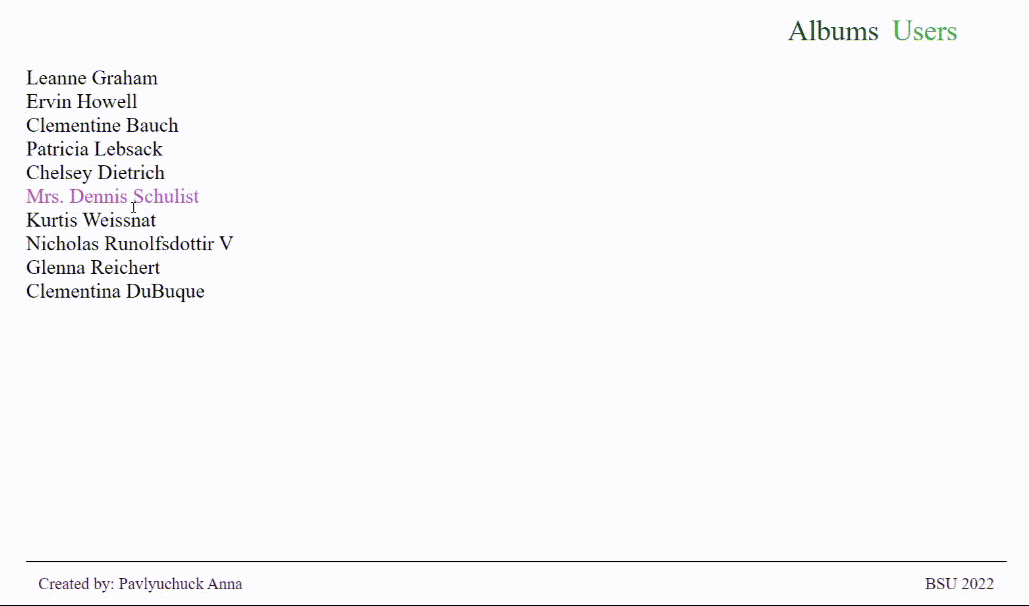 Albums Users
Leanne Graham
Ervin Howell
Clementine Bauch
Patricia Lebsack
Chelsey Dietrich
Mrs. Dennis Schulist
Kurtis Weissnat
Nicholas Runolfsdottir V
Glenna Reichert
Clementina DuBuque
Created by: Pavlyuchuck Anna BSU 2022